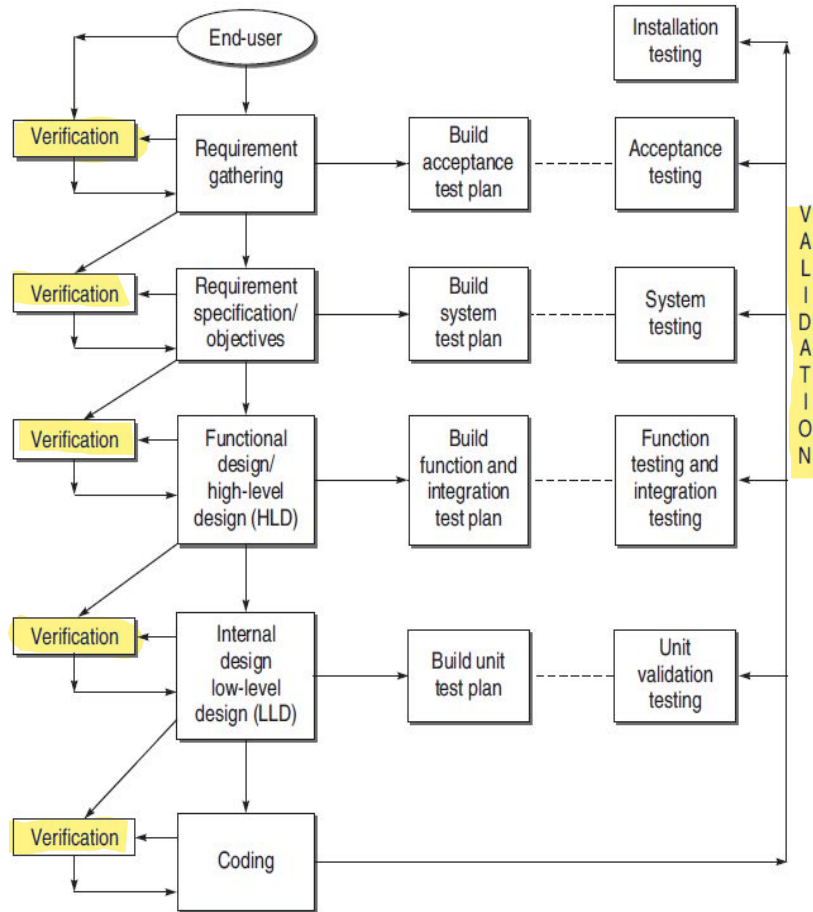 End-user
Installation
testing
Verification
Requirement
gathering
Build
acceptance
test plan
Acceptance
testing
Verification
Requirement
specification/
objectives
Build
system
test plan
System
testing
Verification
Functional
design/
high-level
design (HLD)
Build
function and
integration
test plan
Function
testing and
integration
testing
Verification
Internal
design
low-level
design (LLD)
Build unit
test plan
Unit
validation
testing
Verification
Coding
VALIDATION